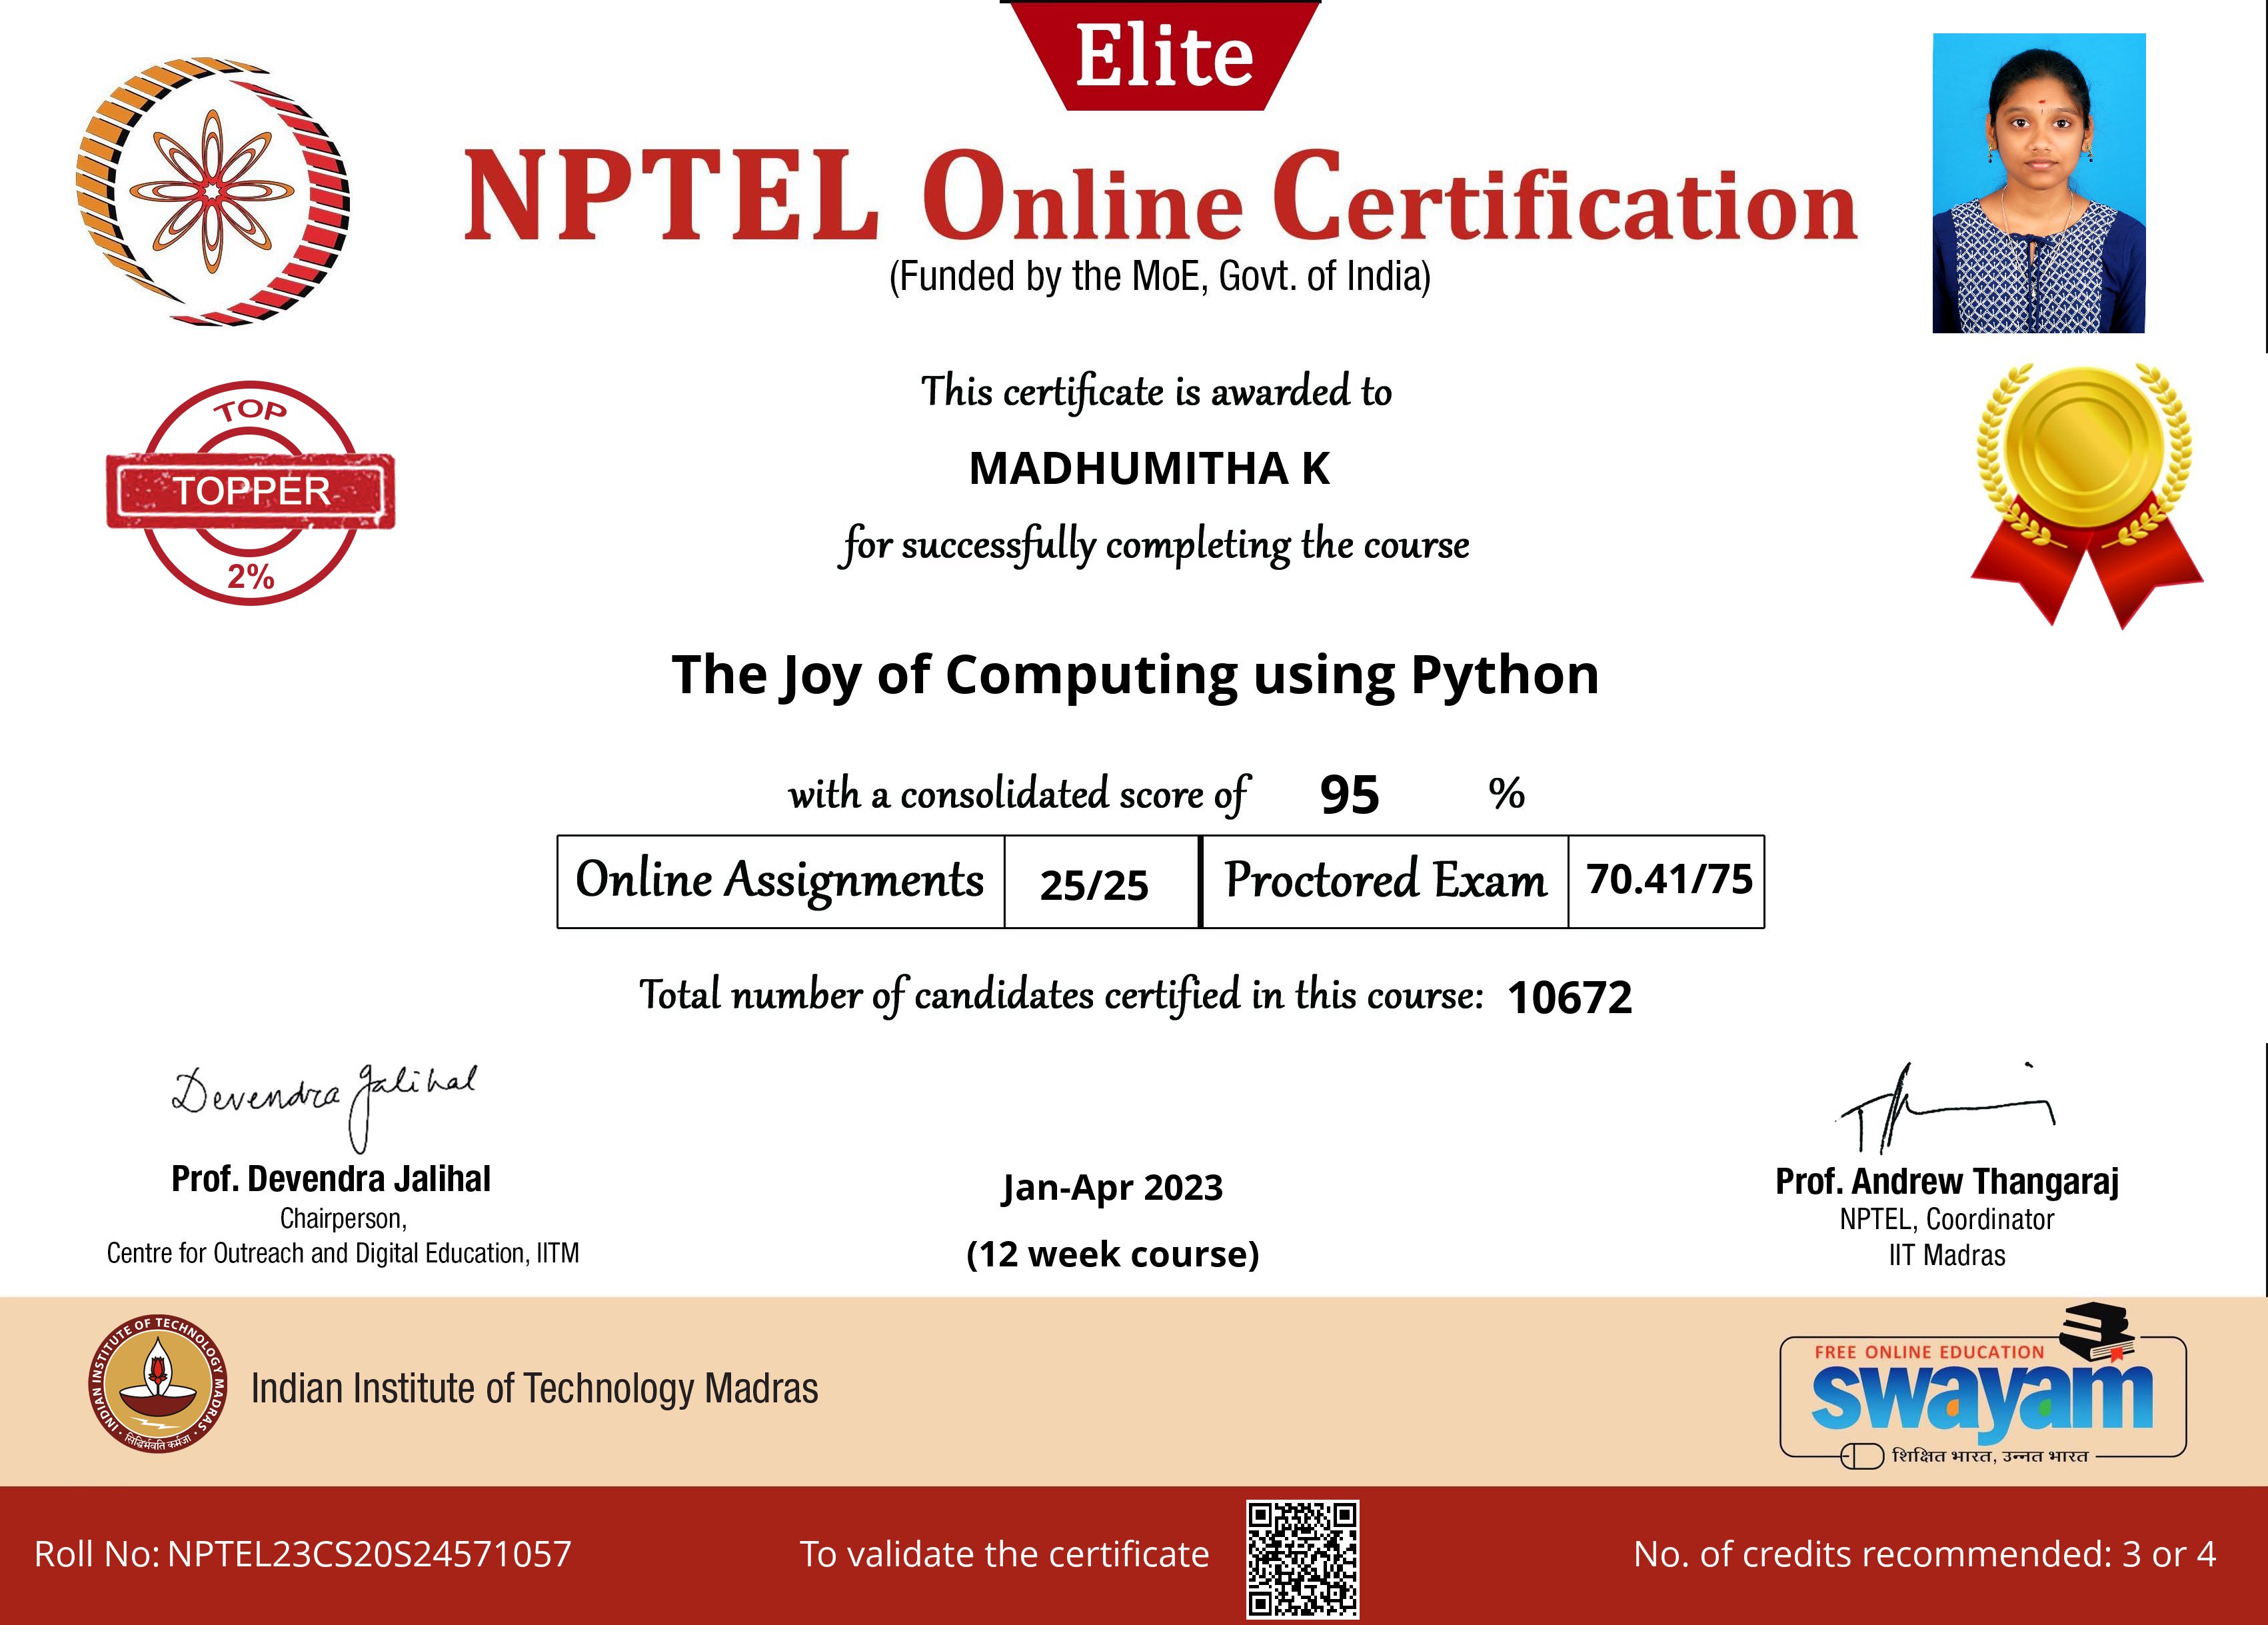 Elite
NPTEL Online Certification
(Funded by the MoE, Govt. of India)
This certificate is awarded to
MADHUMITHA K
for successfully completing the course
TOP
TOPPER
2%
The Joy of Computing using Python
with a consolidated score of 95 %
Online Assignments 25/25 Proctored Exam 70.41/75
Total number of candidates certified in this course: 10672
Devendra Jalihal
Prof. Devendra Jalihal
Chairperson,
Centre for Outreach and Digital Education, IITM
Jan-Apr 2023
(12 week course)
Prof. Andrew Thangaraj
NPTEL, Coordinator
IIT Madras
INDIAN INSTITUTE OF TECHNOLOGY MADRAS
सिद्धिर्भवति कर्मजा
Indian Institute of Technology Madras
FREE ONLINE EDUCATION
swayam
शिक्षित भारत, उन्नत भारत
Roll No: NPTEL23CS20S24571057
To validate the certificate
No. of credits recommended: 3 or 4